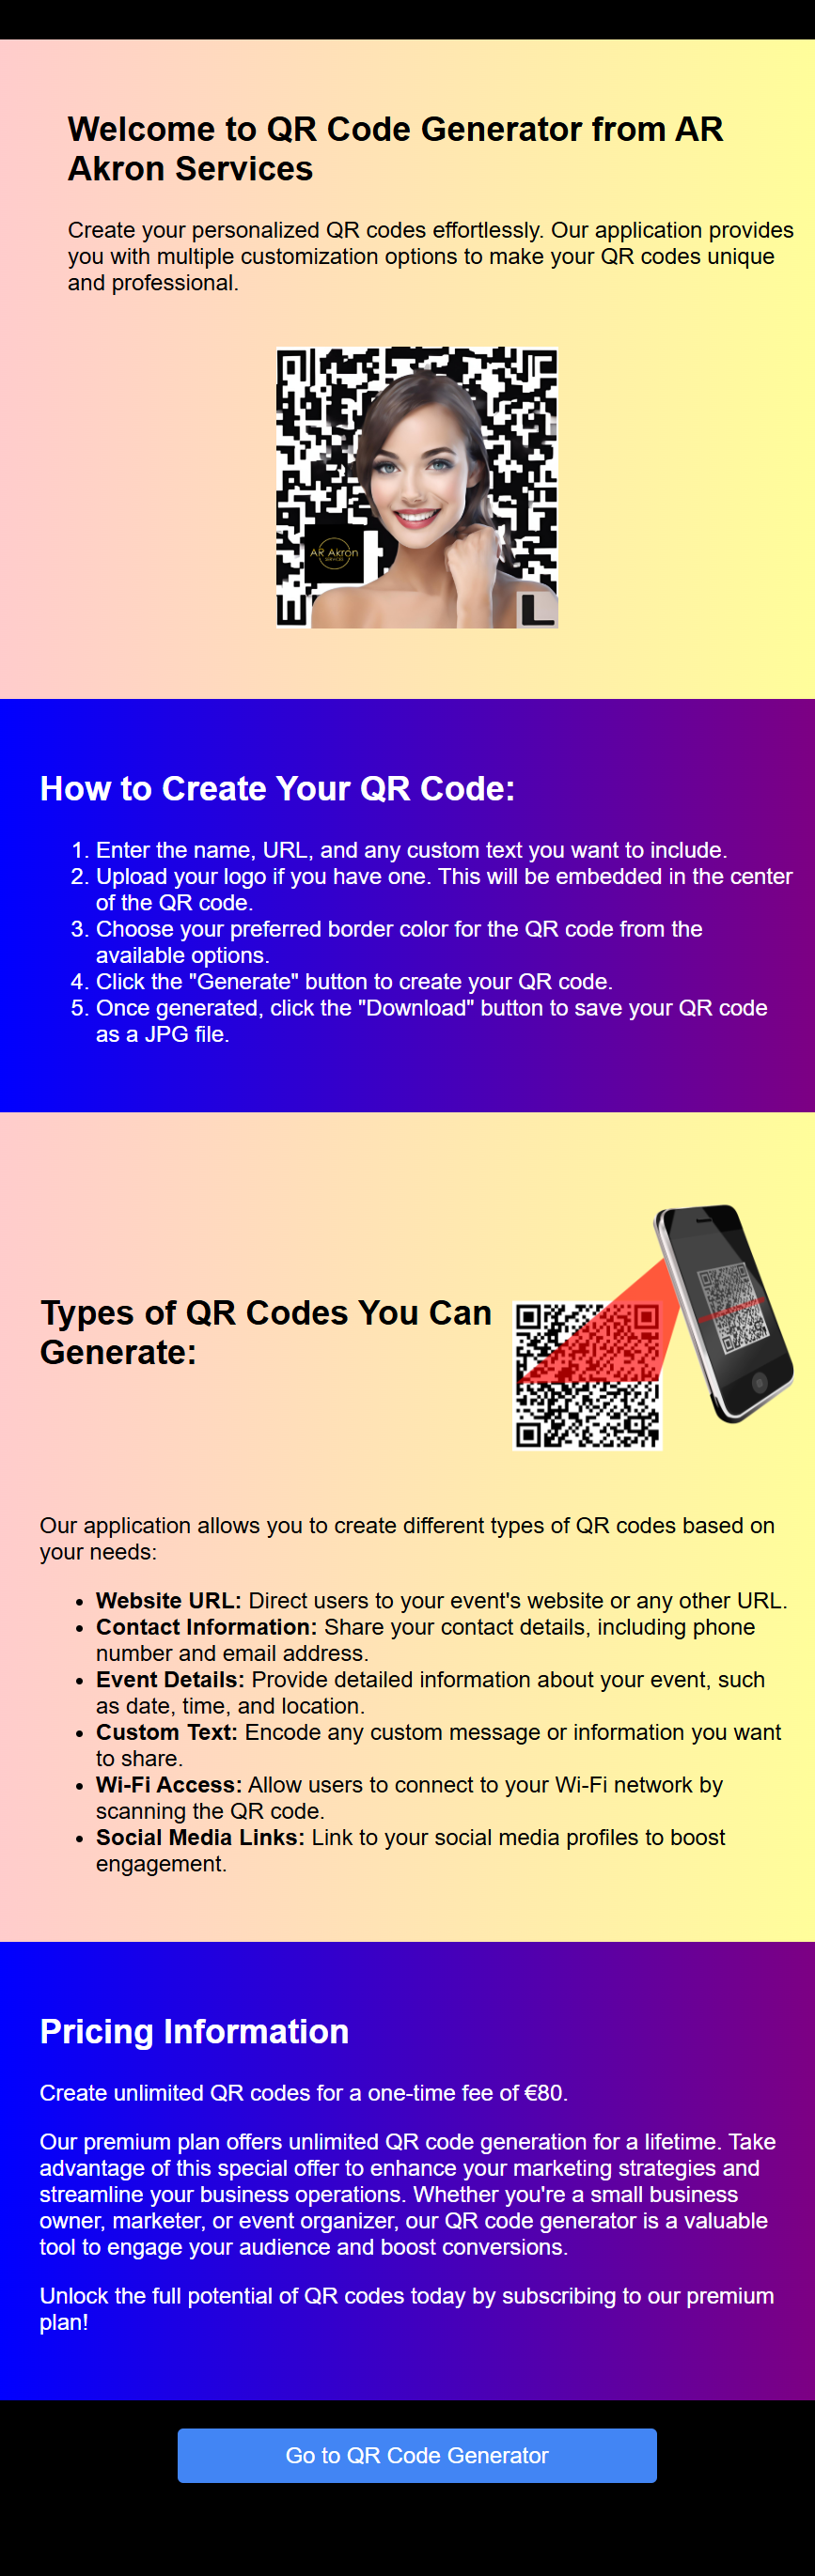 Welcome to QR Code Generator from AR
Akron Services
Create your personalized QR codes effortlessly. Our application provides
you with multiple customization options to make your QR codes unique
and professional.
AR Akron
SERVICES
How to Create Your QR Code:
1. Enter the name, URL, and any custom text you want to include.
2. Upload your logo if you have one. This will be embedded in the center
of the QR code.
3. Choose your preferred border color for the QR code from the
available options.
4. Click the "Generate" button to create your QR code.
5. Once generated, click the "Download" button to save your QR code
as a JPG file.
Types of QR Codes You Can
Generate:
Our application allows you to create different types of QR codes based on
your needs:
• Website URL: Direct users to your event's website or any other URL.
• Contact Information: Share your contact details, including phone
number and email address.
• Event Details: Provide detailed information about your event, such
as date, time, and location.
• Custom Text: Encode any custom message or information you want
to share.
• Wi-Fi Access: Allow users to connect to your Wi-Fi network by
scanning the QR code.
• Social Media Links: Link to your social media profiles to boost
engagement.
Pricing Information
Create unlimited QR codes for a one-time fee of €80.
Our premium plan offers unlimited QR code generation for a lifetime. Take
advantage of this special offer to enhance your marketing strategies and
streamline your business operations. Whether you're a small business
owner, marketer, or event organizer, our QR code generator is a valuable
tool to engage your audience and boost conversions.
Unlock the full potential of QR codes today by subscribing to our premium
plan!
Go to QR Code Generator